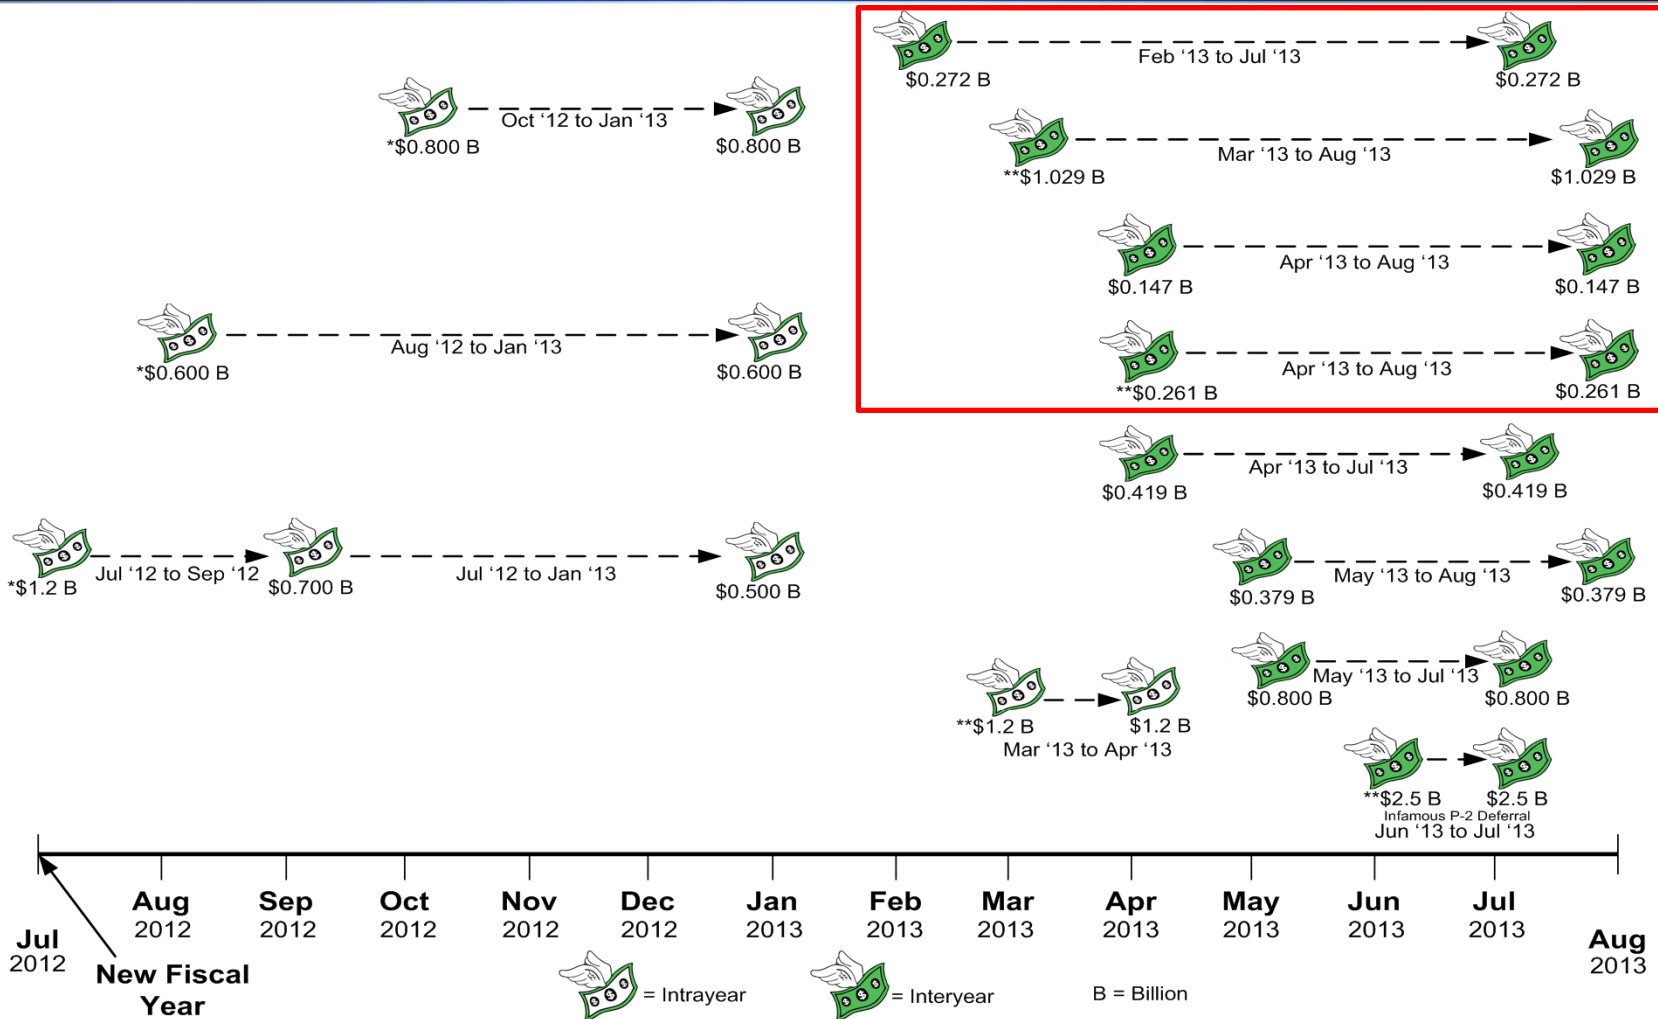 Feb ‘13 to Jul ‘13
$0.272 B
$0.272 B
Oct ‘12 to Jan ‘13
*$0.800 B
$0.800 B
Mar ‘13 to Aug ‘13
**$1.029 B
$1.029 B
Apr ‘13 to Aug ‘13
$0.147 B
$0.147 B
Aug ‘12 to Jan ‘13
*$0.600 B
$0.600 B
Apr ‘13 to Aug ‘13
**$0.261 B
$0.261 B
Apr ‘13 to Jul ‘13
$0.419 B
$0.419 B
Jul ‘12 to Sep ‘12
Jul ‘12 to Jan ‘13
*$1.2 B
$0.700 B
$0.500 B
May ‘13 to Aug ‘13
$0.379 B
$0.379 B
May ‘13 to Jul ‘13
$0.800 B
$0.800 B
**$1.2 B
$1.2 B
Mar ‘13 to Apr ‘13
**$2.5 B
$2.5 B
Infamous P-2 Deferral
Jun ‘13 to Jul ‘13
Jul
2012
Aug
2012
Sep
2012
Oct
2012
Nov
2012
Dec
2012
Jan
2013
Feb
2013
Mar
2013
Apr
2013
May
2013
Jun
2013
Jul
2013
Aug
2013
New Fiscal
Year
= Intrayear
= Interyear
B = Billion